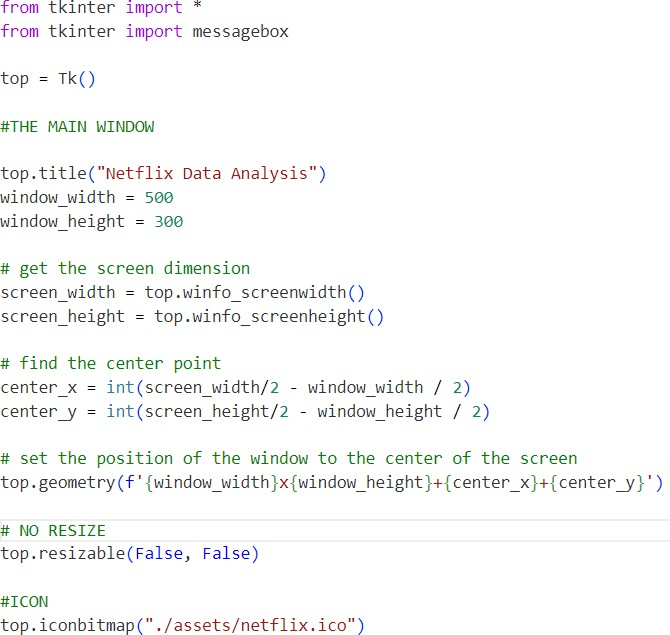 from tkinter import *
from tkinter import messagebox
top = Tk()
#THE MAIN WINDOW
top.title("Netflix Data Analysis")
window_width = 500
window_height = 300
# get the screen dimension
screen_width = top.winfo_screenwidth()
screen_height = top.winfo_screenheight()
# find the center point
center_x = int(screen_width/2 - window_width / 2)
center_y = int(screen_height/2 - window_height / 2)
# set the position of the window to the center of the screen
top.geometry(f'{window_width}x{window_height}+{center_x}+{center_y}')
# NO RESIZE
top.resizable(False, False)
#ICON
top.iconbitmap("./assets/netflix.ico")